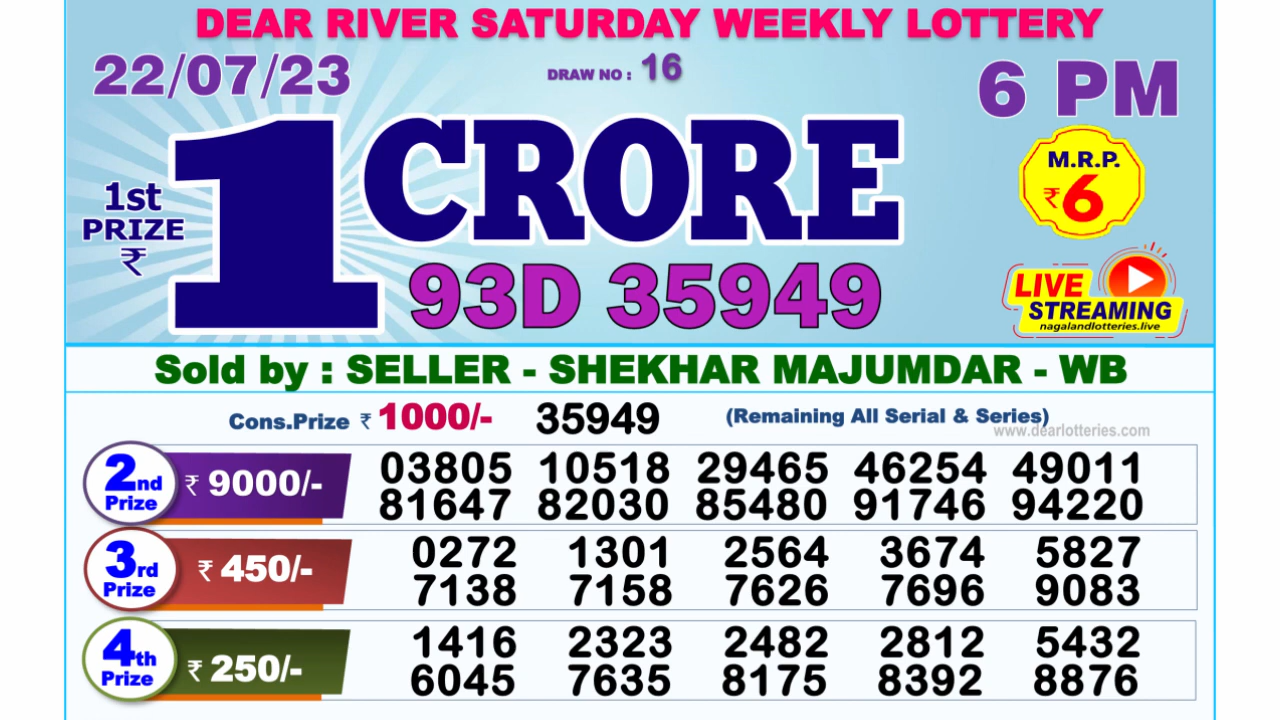 DEAR RIVER SATURDAY WEEKLY LOTTERY
22/07/23
DRAW NO : 16
6 PM
1st
PRIZE
₹
1 CRORE
M.R.P.
₹6
93D 35949
LIVE
STREAMING
nagalandlotteries.live
Sold by : SELLER - SHEKHAR MAJUMDAR - WB
Cons.Prize ₹ 1000/- 35949 (Remaining All Serial & Series)
www.dearlotteries.com
2nd
Prize
₹ 9000/-
03805 10518 29465 46254 49011
81647 82030 85480 91746 94220
3rd
Prize
₹ 450/-
0272 1301 2564 3674 5827
7138 7158 7626 7696 9083
4th
Prize
₹ 250/-
1416 2323 2482 2812 5432
6045 7635 8175 8392 8876